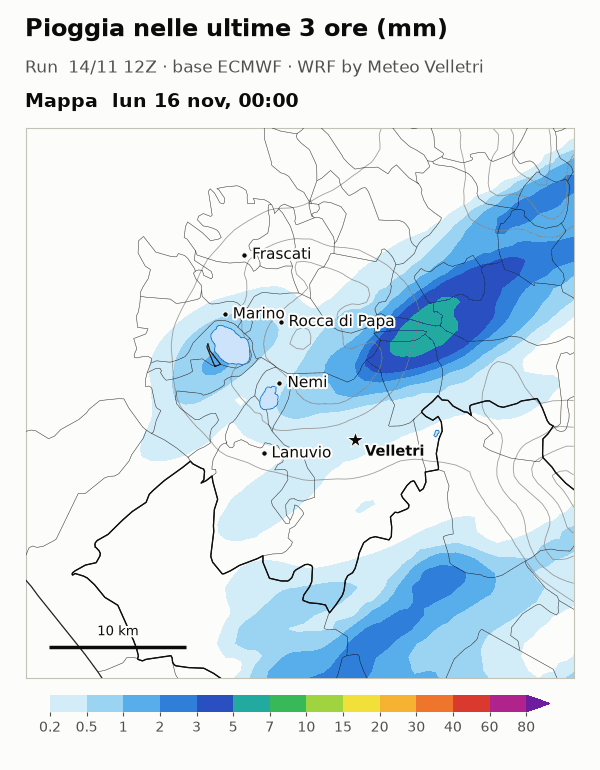 Pioggia nelle ultime 3 ore (mm)
Run 14/11 12Z · base ECMWF · WRF by Meteo Velletri
Mappa lun 16 nov, 00:00
Frascati
Marino
Rocca di Papa
Nemi
Velletri
Lanuvio
10 km
0.2 0.5 1 2 3 5 7 10 15 20 30 40 60 80